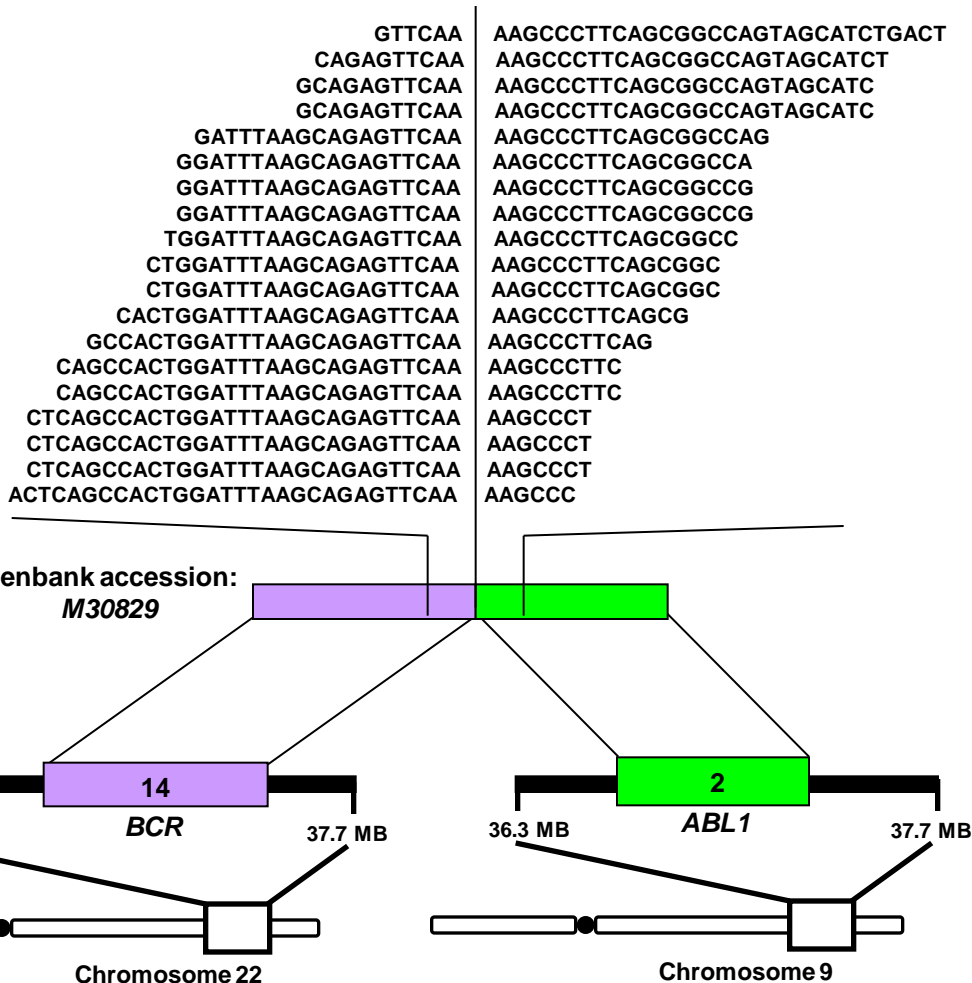 GTTCAA AAGCCCTTCAGCGGCCAGTAGCATCTGACT
CAGAGTTCAA AAGCCCTTCAGCGGCCAGTAGCATCT
GCAGAGTTCAA AAGCCCTTCAGCGGCCAGTAGCATC
GCAGAGTTCAA AAGCCCTTCAGCGGCCAGTAGCATC
GATTTAAGCAGAGTTCAA AAGCCCTTCAGCGGCCAG
GGATTTAAGCAGAGTTCAA AAGCCCTTCAGCGGCCA
GGATTTAAGCAGAGTTCAA AAGCCCTTCAGCGGCCG
GGATTTAAGCAGAGTTCAA AAGCCCTTCAGCGGCCG
TGGATTTAAGCAGAGTTCAA AAGCCCTTCAGCGGCC
CTGGATTTAAGCAGAGTTCAA AAGCCCTTCAGCGGC
CTGGATTTAAGCAGAGTTCAA AAGCCCTTCAGCGGC
CACTGGATTTAAGCAGAGTTCAA AAGCCCTTCAGCG
GCCACTGGATTTAAGCAGAGTTCAA AAGCCCTTCAG
CAGCCACTGGATTTAAGCAGAGTTCAA AAGCCCTTC
CAGCCACTGGATTTAAGCAGAGTTCAA AAGCCCTTC
CTCAGCCACTGGATTTAAGCAGAGTTCAA AAGCCCT
CTCAGCCACTGGATTTAAGCAGAGTTCAA AAGCCCT
CTCAGCCACTGGATTTAAGCAGAGTTCAA AAGCCCT
ACTCAGCCACTGGATTTAAGCAGAGTTCAA AAGCCC
enbank accession:
M30829
14
2
BCR
ABL1
37.7 MB
36.3 MB
37.7 MB
Chromosome 22
Chromosome 9